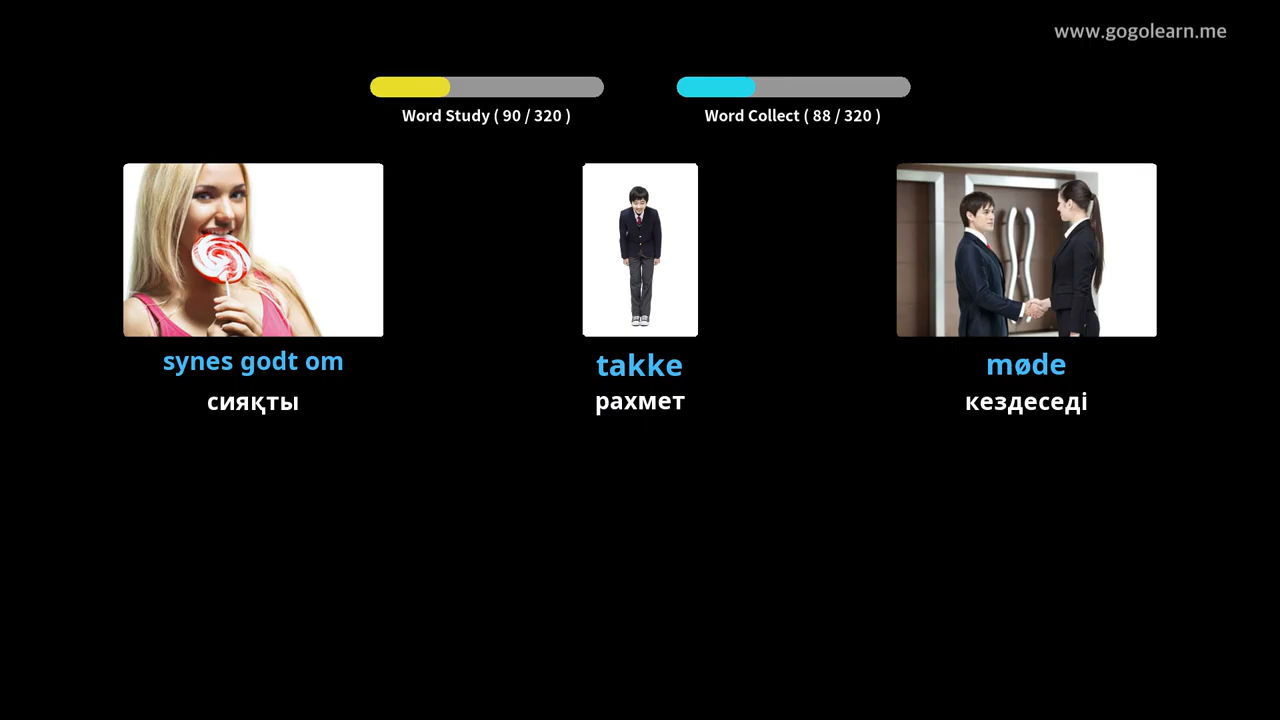 www.gogolearn.me
Word Study ( 90 / 320 )
Word Collect ( 88 / 320 )
synes godt om
takke
møde
сияқты
рахмет
кездеседі